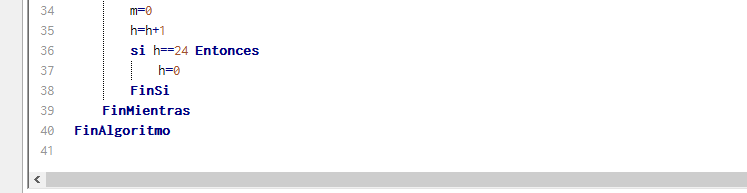 34 m=0
35 h=h+1
36 si h==24 Entonces
37 h=0
38 FinSi
39 FinMientras
40 FinAlgoritmo
41